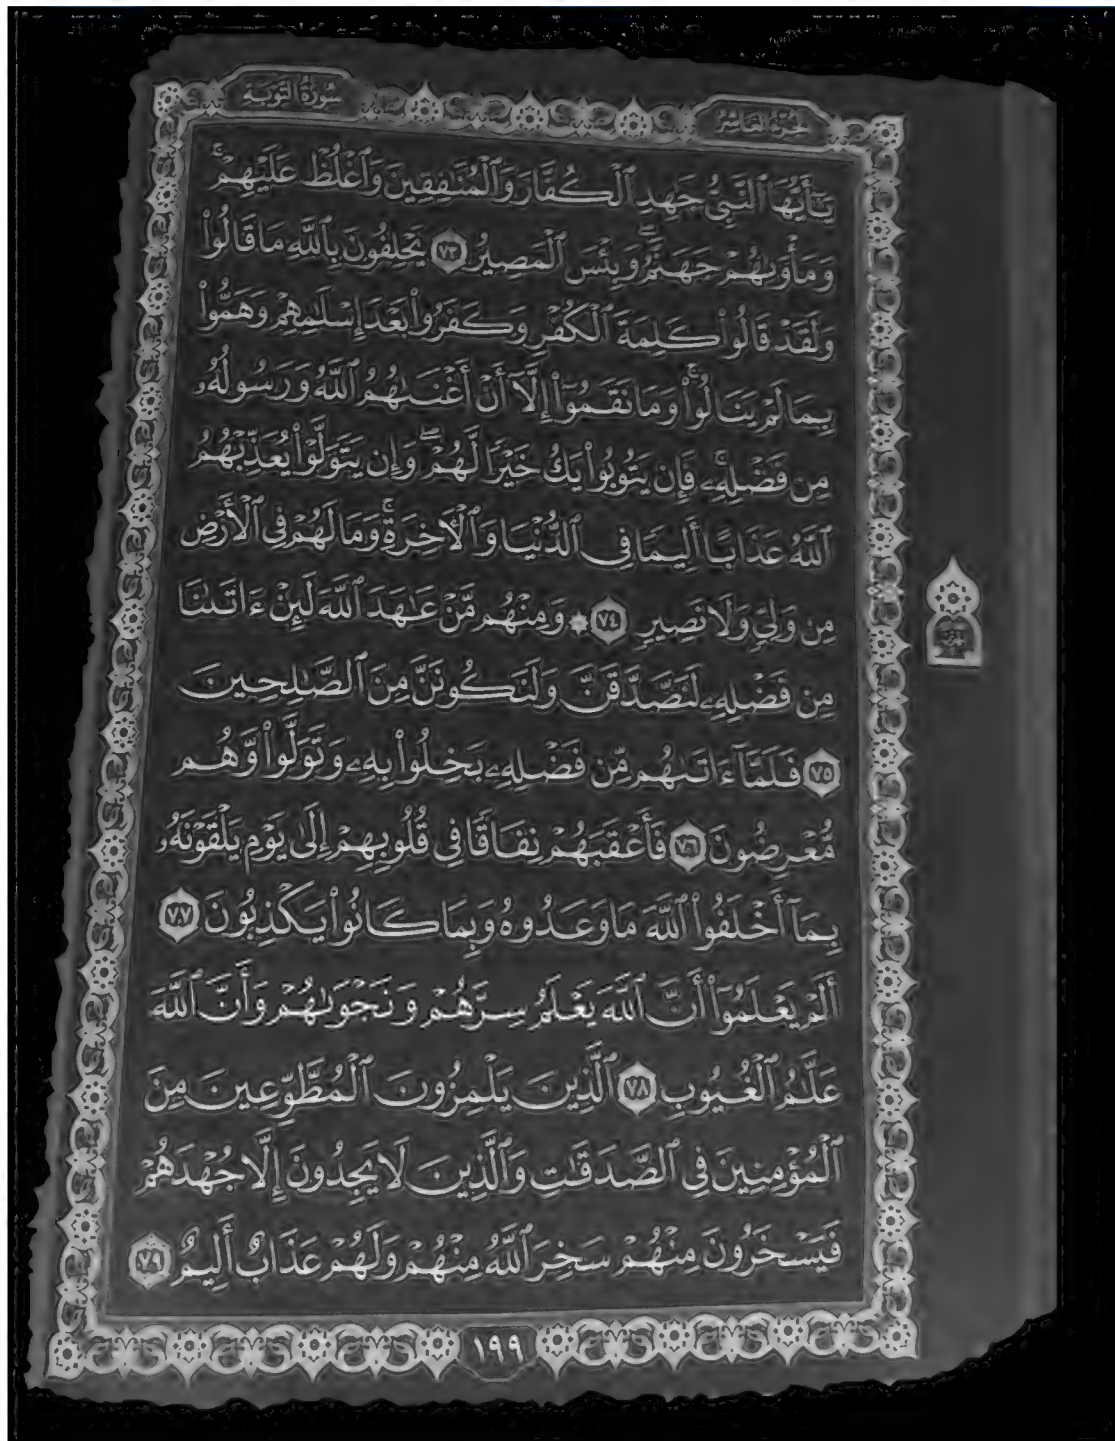 الجزء العاشر
سورة التوبة
يَٰٓأَيُّهَا ٱلنَّبِىُّ جَٰهِدِ ٱلْكُفَّارَ وَٱلْمُنَٰفِقِينَ وَٱغْلُظْ عَلَيْهِمْ ۚ
وَمَأْوَىٰهُمْ جَهَنَّمُ ۖ وَبِئْسَ ٱلْمَصِيرُ ٧٣ يَحْلِفُونَ بِٱللَّهِ مَا قَالُوا۟
وَلَقَدْ قَالُوا۟ كَلِمَةَ ٱلْكُفْرِ وَكَفَرُوا۟ بَعْدَ إِسْلَٰمِهِمْ وَهَمُّوا۟
بِمَا لَمْ يَنَالُوا۟ ۚ وَمَا نَقَمُوٓا۟ إِلَّآ أَنْ أَغْنَىٰهُمُ ٱللَّهُ وَرَسُولُهُۥ
مِن فَضْلِهِۦ ۚ فَإِن يَتُوبُوا۟ يَكُ خَيْرًا لَّهُمْ ۖ وَإِن يَتَوَلَّوْا۟ يُعَذِّبْهُمُ
ٱللَّهُ عَذَابًا أَلِيمًا فِى ٱلدُّنْيَا وَٱلْءَاخِرَةِ ۚ وَمَا لَهُمْ فِى ٱلْأَرْضِ
مِن وَلِىٍّ وَلَا نَصِيرٍ ٧٤ ۞ وَمِنْهُم مَّنْ عَٰهَدَ ٱللَّهَ لَئِنْ ءَاتَىٰنَا
مِن فَضْلِهِۦ لَنَصَّدَّقَنَّ وَلَنَكُونَنَّ مِنَ ٱلصَّٰلِحِينَ
٧٥ فَلَمَّآ ءَاتَىٰهُم مِّن فَضْلِهِۦ بَخِلُوا۟ بِهِۦ وَتَوَلَّوا۟ وَّهُم
مُّعْرِضُونَ ٧٦ فَأَعْقَبَهُمْ نِفَاقًا فِى قُلُوبِهِمْ إِلَىٰ يَوْمِ يَلْقَوْنَهُۥ
بِمَآ أَخْلَفُوا۟ ٱللَّهَ مَا وَعَدُوهُ وَبِمَا كَانُوا۟ يَكْذِبُونَ ٧٧
أَلَمْ يَعْلَمُوٓا۟ أَنَّ ٱللَّهَ يَعْلَمُ سِرَّهُمْ وَنَجْوَىٰهُمْ وَأَنَّ ٱللَّهَ
عَلَّٰمُ ٱلْغُيُوبِ ٧٨ ٱلَّذِينَ يَلْمِزُونَ ٱلْمُطَّوِّعِينَ مِنَ
ٱلْمُؤْمِنِينَ فِى ٱلصَّدَقَٰتِ وَٱلَّذِينَ لَا يَجِدُونَ إِلَّا جُهْدَهُمْ
فَيَسْخَرُونَ مِنْهُمْ ۙ سَخِرَ ٱللَّهُ مِنْهُمْ وَلَهُمْ عَذَابٌ أَلِيمٌ ٧٩
١٩٩